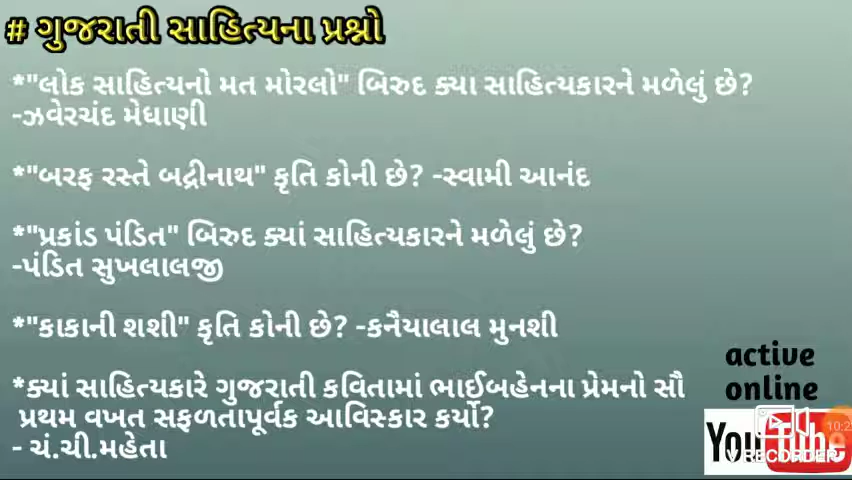 # ગુજરાતી સાહિત્યના પ્રશ્નો
*"લોક સાહિત્યનો મત મોરલો" બિરુદ ક્યા સાહિત્યકારને મળેલું છે?
-ઝવેરચંદ મેઘાણી
*"બરફ રસ્તે બદ્રીનાથ" કૃતિ કોની છે? -સ્વામી આનંદ
*"પ્રકાંડ પંડિત" બિરુદ ક્યાં સાહિત્યકારને મળેલું છે?
-પંડિત સુખલાલજી
*"કાકાની શશી" કૃતિ કોની છે? -કનૈયાલાલ મુનશી
*ક્યાં સાહિત્યકારે ગુજરાતી કવિતામાં ભાઈબહેનના પ્રેમનો સૌ
પ્રથમ વખત સફળતાપૂર્વક આવિસ્કાર કર્યો?
- ચં.ચી.મહેતા
active
online
YouTube
V RECORDER